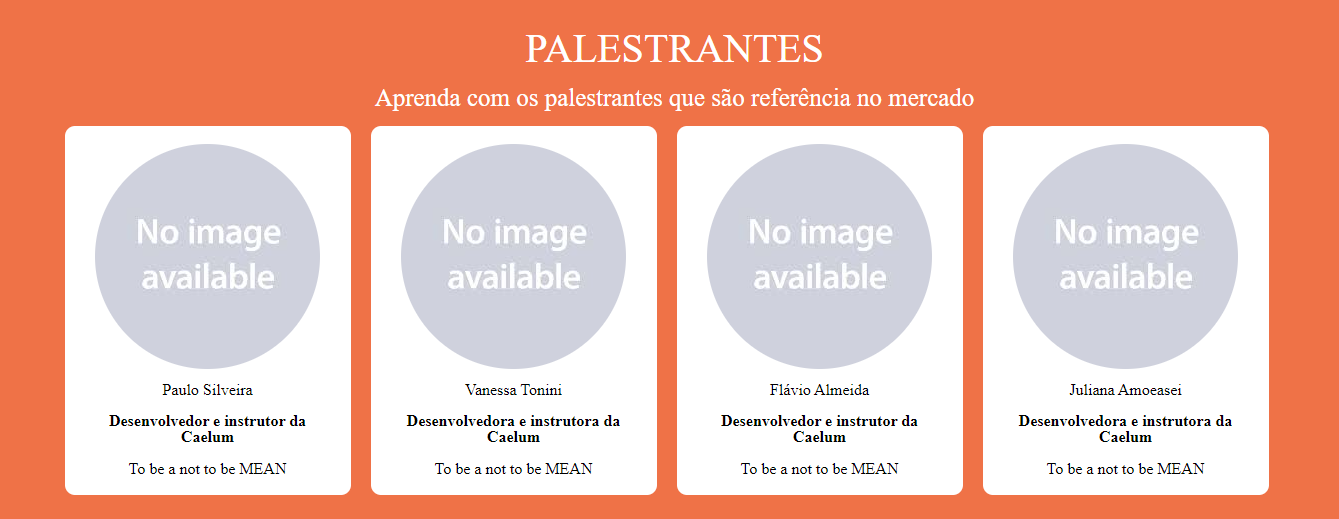 PALESTRANTES
Aprenda com os palestrantes que são referência no mercado
No image
available
Paulo Silveira
Desenvolvedor e instrutor da
Caelum
To be a not to be MEAN
No image
available
Vanessa Tonini
Desenvolvedora e instrutora da
Caelum
To be a not to be MEAN
No image
available
Flávio Almeida
Desenvolvedor e instrutor da
Caelum
To be a not to be MEAN
No image
available
Juliana Amoeasei
Desenvolvedora e instrutora da
Caelum
To be a not to be MEAN